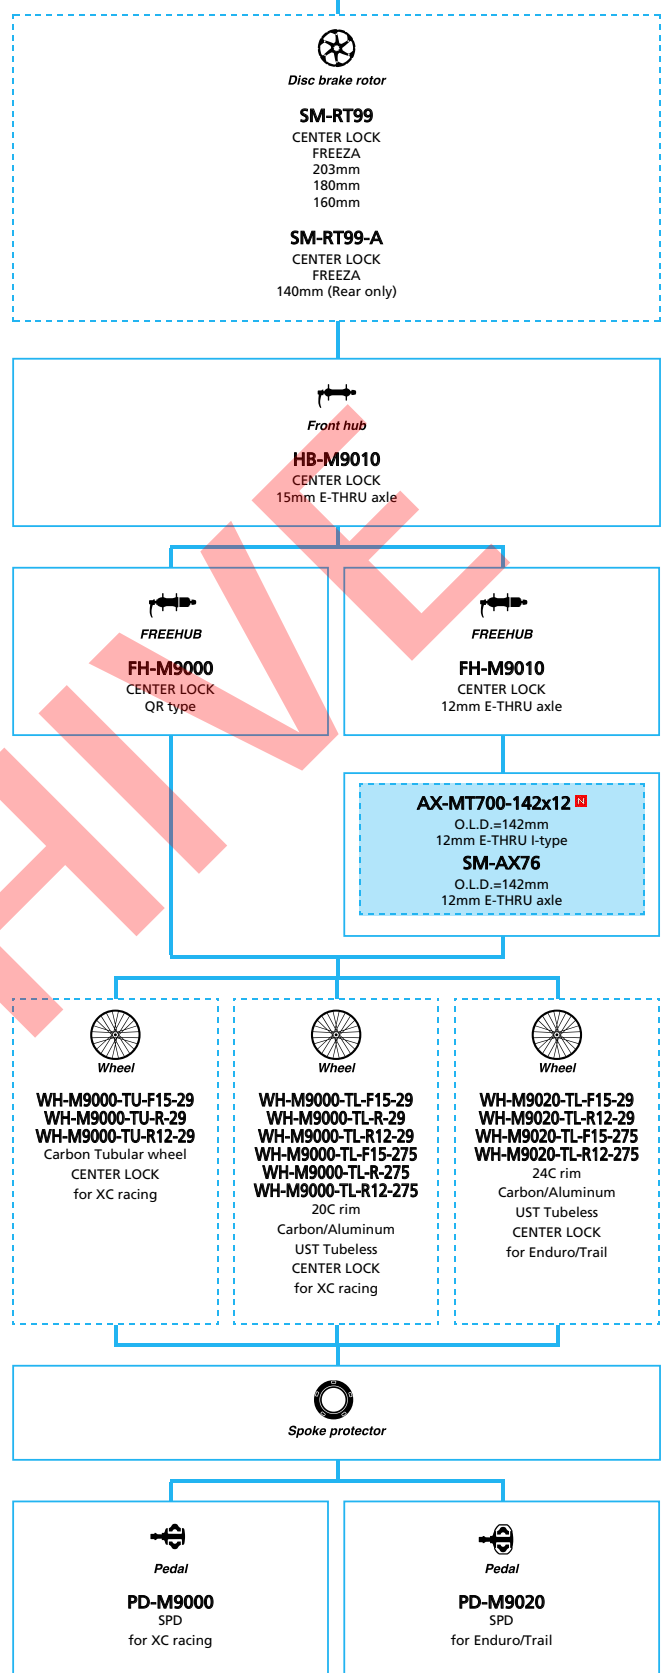 Disc brake rotor
SM-RT99
CENTER LOCK
FREEZA
203mm
180mm
160mm
SM-RT99-A
CENTER LOCK
FREEZA
140mm (Rear only)
Front hub
HB-M9010
CENTER LOCK
15mm E-THRU axle
FREEHUB
FH-M9000
CENTER LOCK
QR type
FREEHUB
FH-M9010
CENTER LOCK
12mm E-THRU axle
AX-MT700-142x12 N
O.L.D.=142mm
12mm E-THRU I-type
SM-AX76
O.L.D.=142mm
12mm E-THRU axle
Wheel
WH-M9000-TU-F15-29
WH-M9000-TU-R-29
WH-M9000-TU-R12-29
Carbon Tubular wheel
CENTER LOCK
for XC racing
Wheel
WH-M9000-TL-F15-29
WH-M9000-TL-R-29
WH-M9000-TL-R12-29
WH-M9000-TL-F15-275
WH-M9000-TL-R-275
WH-M9000-TL-R12-275
20C rim
Carbon/Aluminum
UST Tubeless
CENTER LOCK
for XC racing
Wheel
WH-M9020-TL-F15-29
WH-M9020-TL-R12-29
WH-M9020-TL-F15-275
WH-M9020-TL-R12-275
24C rim
Carbon/Aluminum
UST Tubeless
CENTER LOCK
for Enduro/Trail
Spoke protector
Pedal
PD-M9000
SPD
for XC racing
Pedal
PD-M9020
SPD
for Enduro/Trail
HIVE